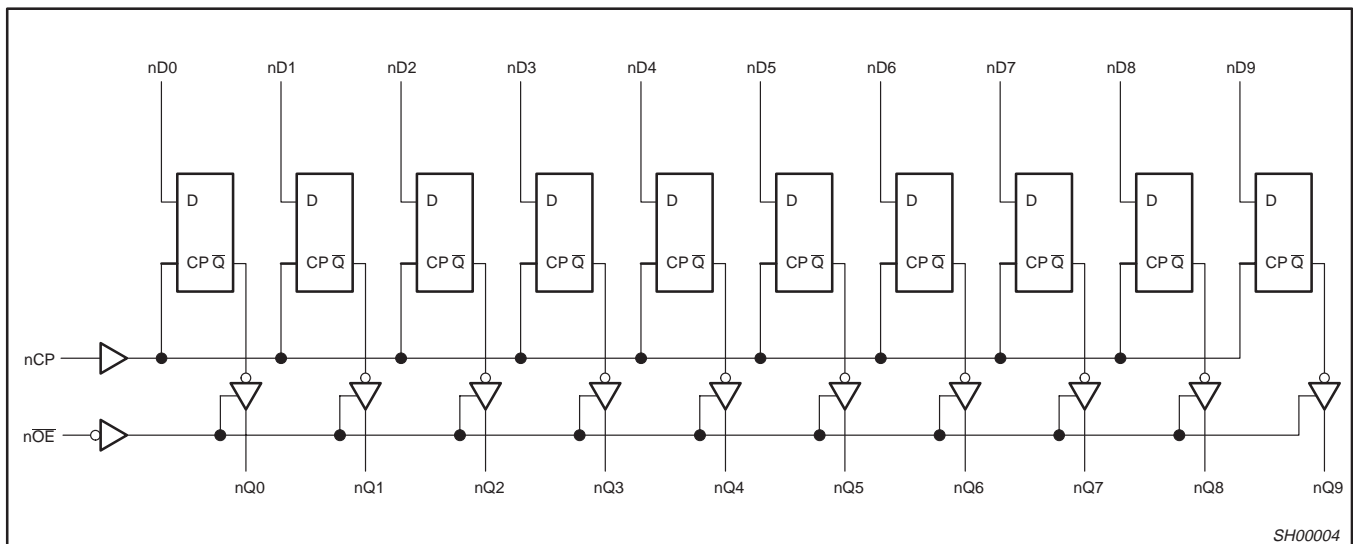 nD0 nD1 nD2 nD3 nD4 nD5 nD6 nD7 nD8 nD9
D D D D D D D D D D
CP Q̅ CP Q̅ CP Q̅ CP Q̅ CP Q̅ CP Q̅ CP Q̅ CP Q̅ CP Q̅ CP Q̅
nCP
nO̅E̅
nQ0 nQ1 nQ2 nQ3 nQ4 nQ5 nQ6 nQ7 nQ8 nQ9
SH00004